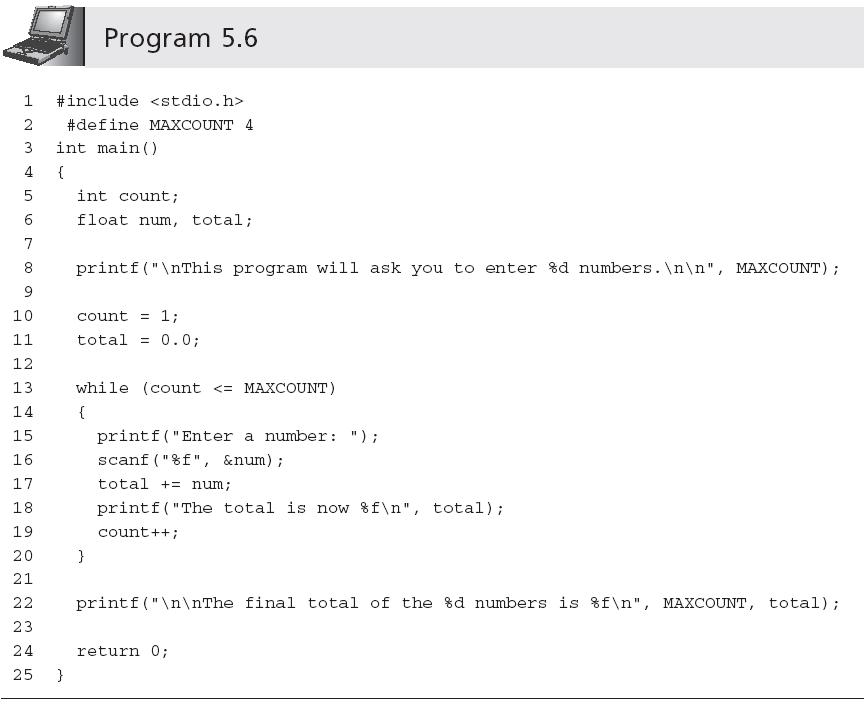 Program 5.6
1 #include <stdio.h>
2 #define MAXCOUNT 4
3 int main()
4 {
5 int count;
6 float num, total;
7
8 printf("\nThis program will ask you to enter %d numbers.\n\n", MAXCOUNT);
9
10 count = 1;
11 total = 0.0;
12
13 while (count <= MAXCOUNT)
14 {
15 printf("Enter a number: ");
16 scanf("%f", &num);
17 total += num;
18 printf("The total is now %f\n", total);
19 count++;
20 }
21
22 printf("\n\nThe final total of the %d numbers is %f\n", MAXCOUNT, total);
23
24 return 0;
25 }